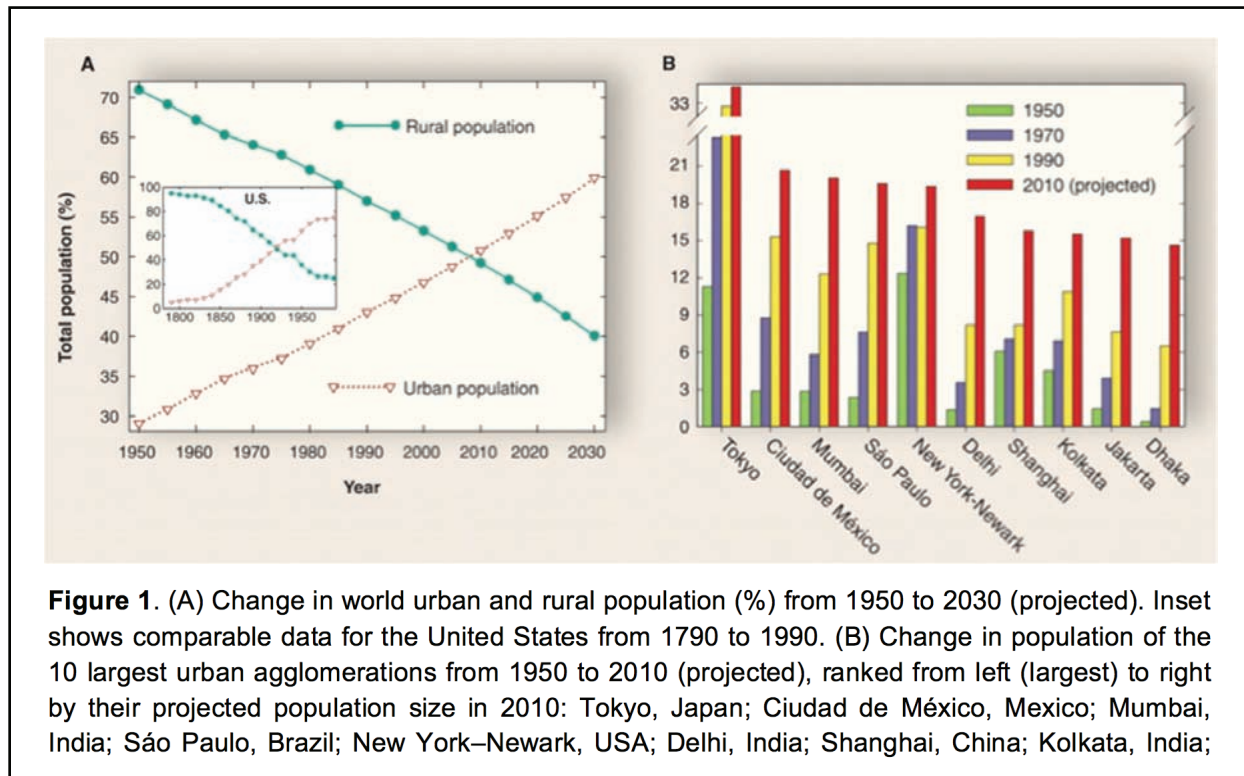 A
70
65
60
55
50
45
40
35
30
Total population (%)
Rural population
Urban population
U.S.
100
80
60
40
20
0
1800 1850 1900 1950
1950 1960 1970 1980 1990 2000 2010 2020 2030
Year
B
33
21
18
15
12
9
6
3
0
1950
1970
1990
2010 (projected)
Tokyo
Ciudad de México
Mumbai
Sáo Paulo
New York-Newark
Delhi
Shanghai
Kolkata
Jakarta
Dhaka
Figure 1. (A) Change in world urban and rural population (%) from 1950 to 2030 (projected). Inset
shows comparable data for the United States from 1790 to 1990. (B) Change in population of the
10 largest urban agglomerations from 1950 to 2010 (projected), ranked from left (largest) to right
by their projected population size in 2010: Tokyo, Japan; Ciudad de México, Mexico; Mumbai,
India; Sáo Paulo, Brazil; New York–Newark, USA; Delhi, India; Shanghai, China; Kolkata, India;